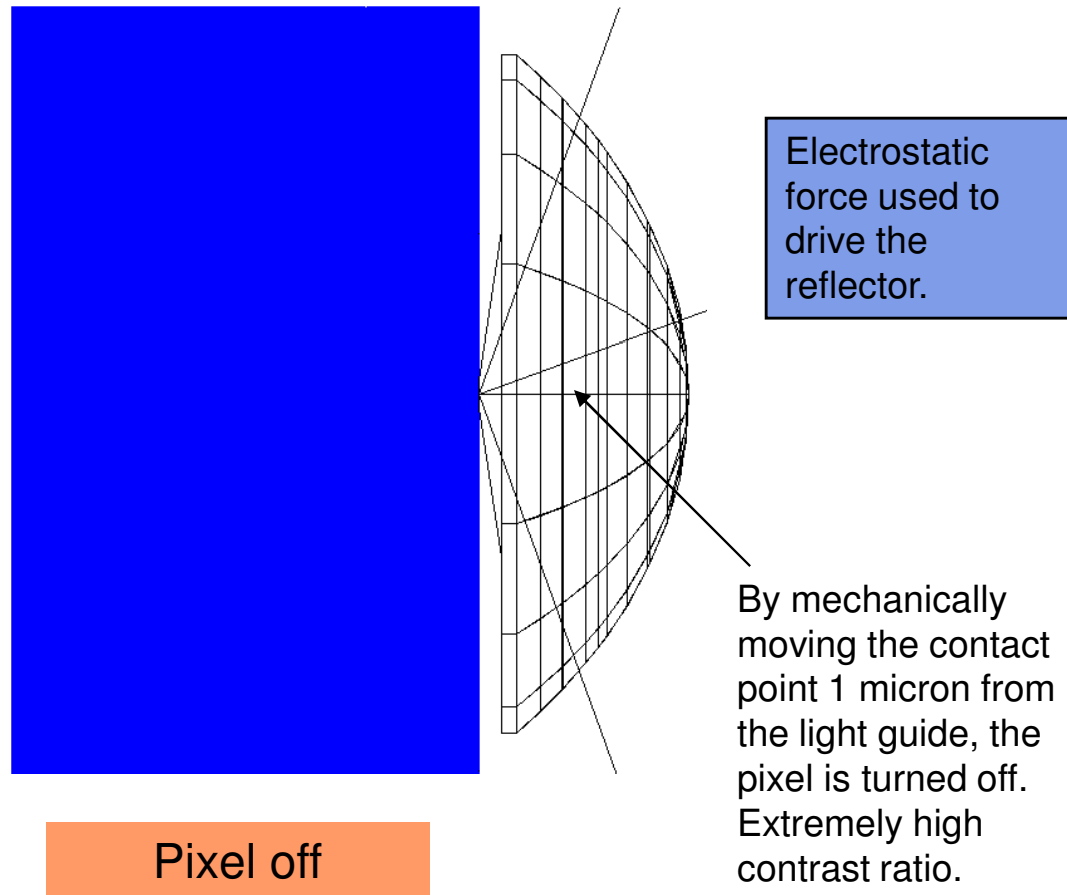 Electrostatic
force used to
drive the
reflector.
By mechanically
moving the contact
point 1 micron from
the light guide, the
pixel is turned off.
Extremely high
contrast ratio.
Pixel off